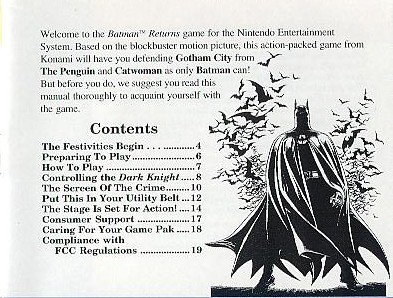 Welcome to the Batman™ Returns game for the Nintendo Entertainment
System. Based on the blockbuster motion picture, this action-packed game from
Konami will have you defending Gotham City from
The Penguin and Catwoman as only Batman can!
But before you do, we suggest you read this
manual thoroughly to acquaint yourself with
the game.
Contents
The Festivities Begin . . . ............4
Preparing To Play ....................6
How To Play ............................7
Controlling the Dark Knight .....8
The Screen Of The Crime.........10
Put This In Your Utility Belt ...12
The Stage Is Set For Action! ....14
Consumer Support ..................17
Caring For Your Game Pak .....18
Compliance with
FCC Regulations ...................19